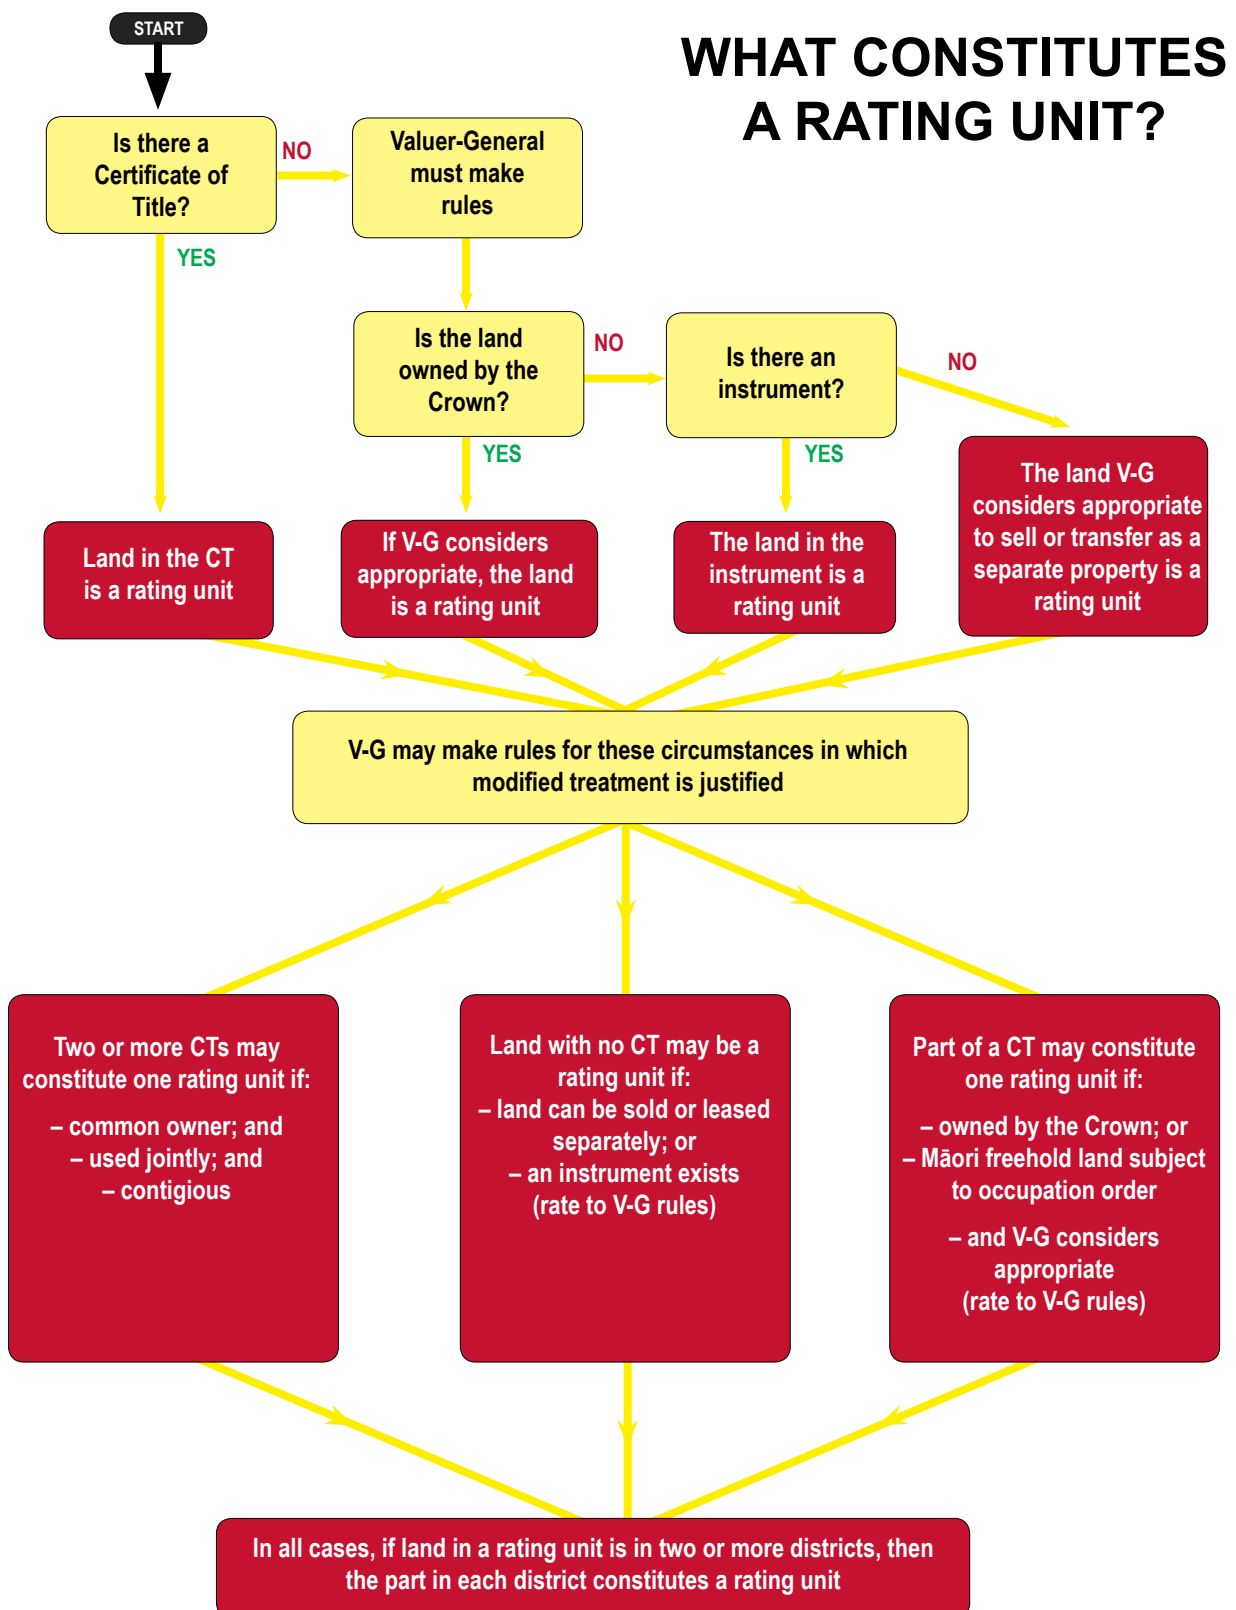 START
WHAT CONSTITUTES
A RATING UNIT?
Is there a
Certificate of
Title?
NO
Valuer-General
must make
rules
YES
Is the land
owned by the
Crown?
NO
Is there an
instrument?
NO
YES
YES
Land in the CT
is a rating unit
If V-G considers
appropriate, the land
is a rating unit
The land in the
instrument is a
rating unit
The land V-G
considers appropriate
to sell or transfer as a
separate property is a
rating unit
V-G may make rules for these circumstances in which
modified treatment is justified
Two or more CTs may
constitute one rating unit if:
– common owner; and
– used jointly; and
– contigious
Land with no CT may be a
rating unit if:
– land can be sold or leased
separately; or
– an instrument exists
(rate to V-G rules)
Part of a CT may constitute
one rating unit if:
– owned by the Crown; or
– Māori freehold land subject
to occupation order
– and V-G considers
appropriate
(rate to V-G rules)
In all cases, if land in a rating unit is in two or more districts, then
the part in each district constitutes a rating unit